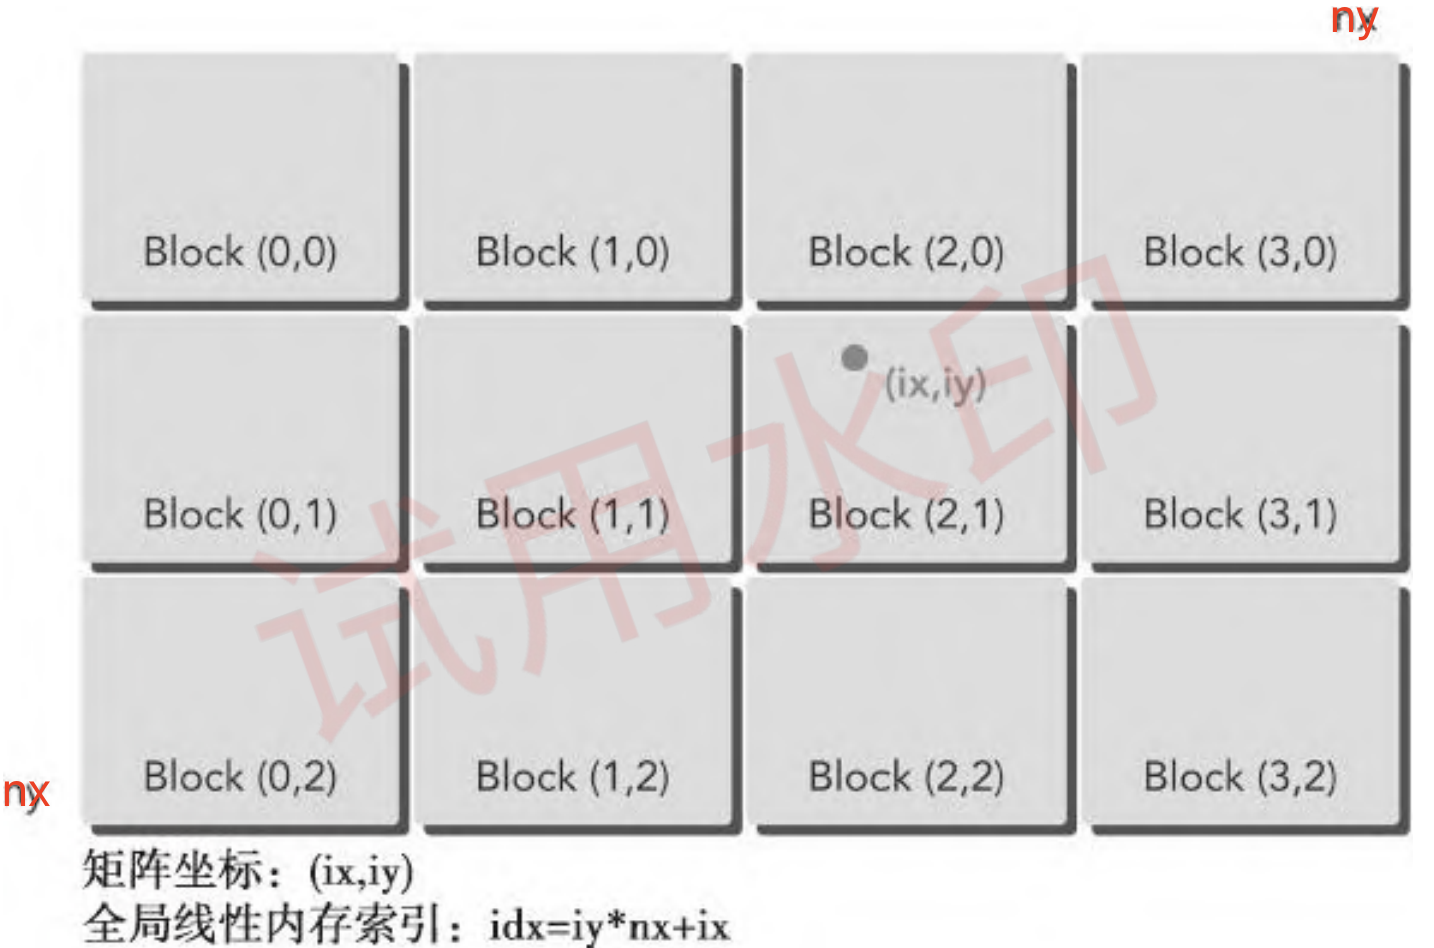 ny
Block (0,0) Block (1,0) Block (2,0) Block (3,0)
(ix,iy)
Block (0,1) Block (1,1) Block (2,1) Block (3,1)
Block (0,2) Block (1,2) Block (2,2) Block (3,2)
nx
矩阵坐标：(ix,iy)
全局线性内存索引：idx=iy*nx+ix
试用水印